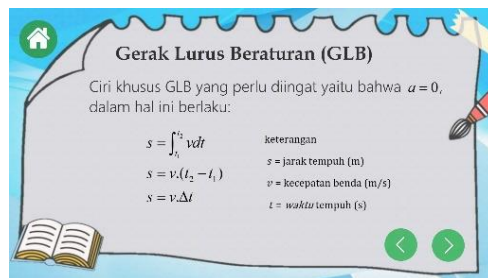 Gerak Lurus Beraturan (GLB)
Ciri khusus GLB yang perlu diingat yaitu bahwa a = 0,
dalam hal ini berlaku:
s = ∫_{t₁}^{t₂} vdt
s = v.(t₂ – t₁)
s = v.Δt
keterangan
s = jarak tempuh (m)
v = kecepatan benda (m/s)
t = waktu tempuh (s)